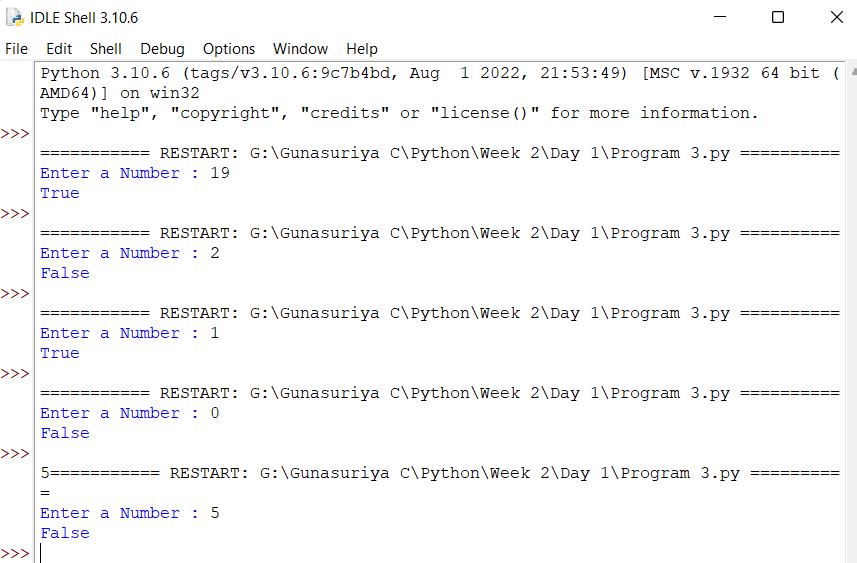 IDLE Shell 3.10.6
File Edit Shell Debug Options Window Help
Python 3.10.6 (tags/v3.10.6:9c7b4bd, Aug  1 2022, 21:53:49) [MSC v.1932 64 bit (
AMD64)] on win32
Type "help", "copyright", "credits" or "license()" for more information.
>>>
=========== RESTART: G:\Gunasuriya C\Python\Week 2\Day 1\Program 3.py ==========
Enter a Number : 19
True
>>>
=========== RESTART: G:\Gunasuriya C\Python\Week 2\Day 1\Program 3.py ==========
Enter a Number : 2
False
>>>
=========== RESTART: G:\Gunasuriya C\Python\Week 2\Day 1\Program 3.py ==========
Enter a Number : 1
True
>>>
=========== RESTART: G:\Gunasuriya C\Python\Week 2\Day 1\Program 3.py ==========
Enter a Number : 0
False
>>>
5=========== RESTART: G:\Gunasuriya C\Python\Week 2\Day 1\Program 3.py =========
=
Enter a Number : 5
False
>>>